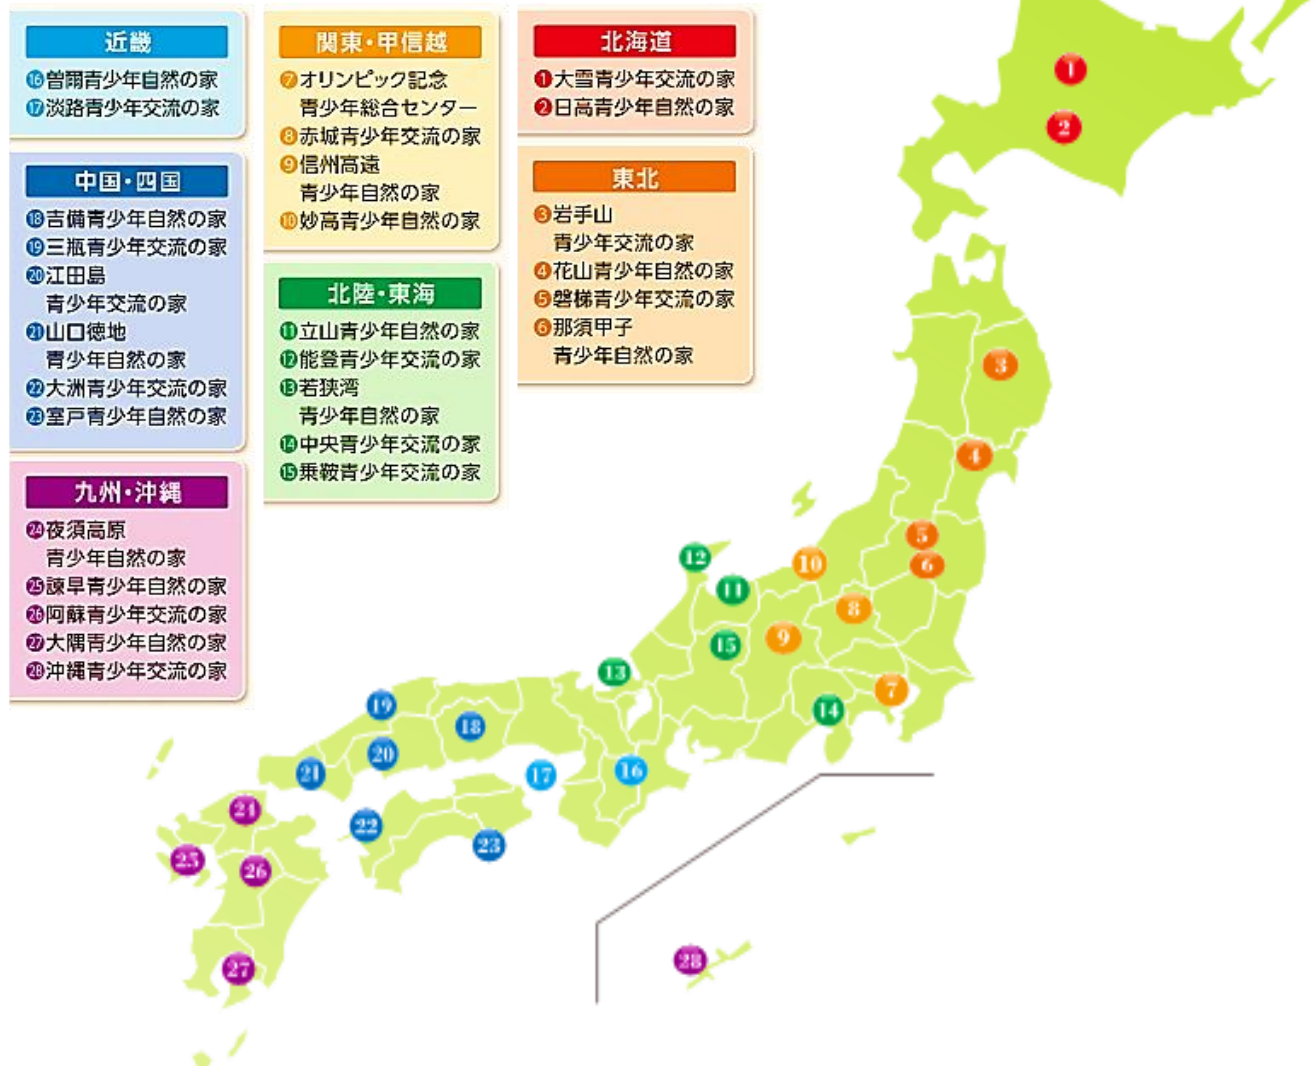 近畿
⑯曽爾青少年自然の家
⑰淡路青少年交流の家
中国・四国
⑱吉備青少年自然の家
⑲三瓶青少年交流の家
⑳江田島
青少年交流の家
㉑山口徳地
青少年自然の家
㉒大洲青少年交流の家
㉓室戸青少年自然の家
九州・沖縄
㉔夜須高原
青少年自然の家
㉕諫早青少年自然の家
㉖阿蘇青少年交流の家
㉗大隅青少年自然の家
㉘沖縄青少年交流の家
関東・甲信越
⑦オリンピック記念
青少年総合センター
⑧赤城青少年交流の家
⑨信州高遠
青少年自然の家
⑩妙高青少年自然の家
北陸・東海
⑪立山青少年自然の家
⑫能登青少年交流の家
⑬若狭湾
青少年自然の家
⑭中央青少年交流の家
⑮乗鞍青少年交流の家
北海道
①大雪青少年交流の家
②日高青少年自然の家
東北
③岩手山
青少年交流の家
④花山青少年自然の家
⑤磐梯青少年交流の家
⑥那須甲子
青少年自然の家
1
2
3
4
5
6
12
10
11
8
9
15
13
7
14
19
18
20
21
17
16
24
22
23
25
26
27
28